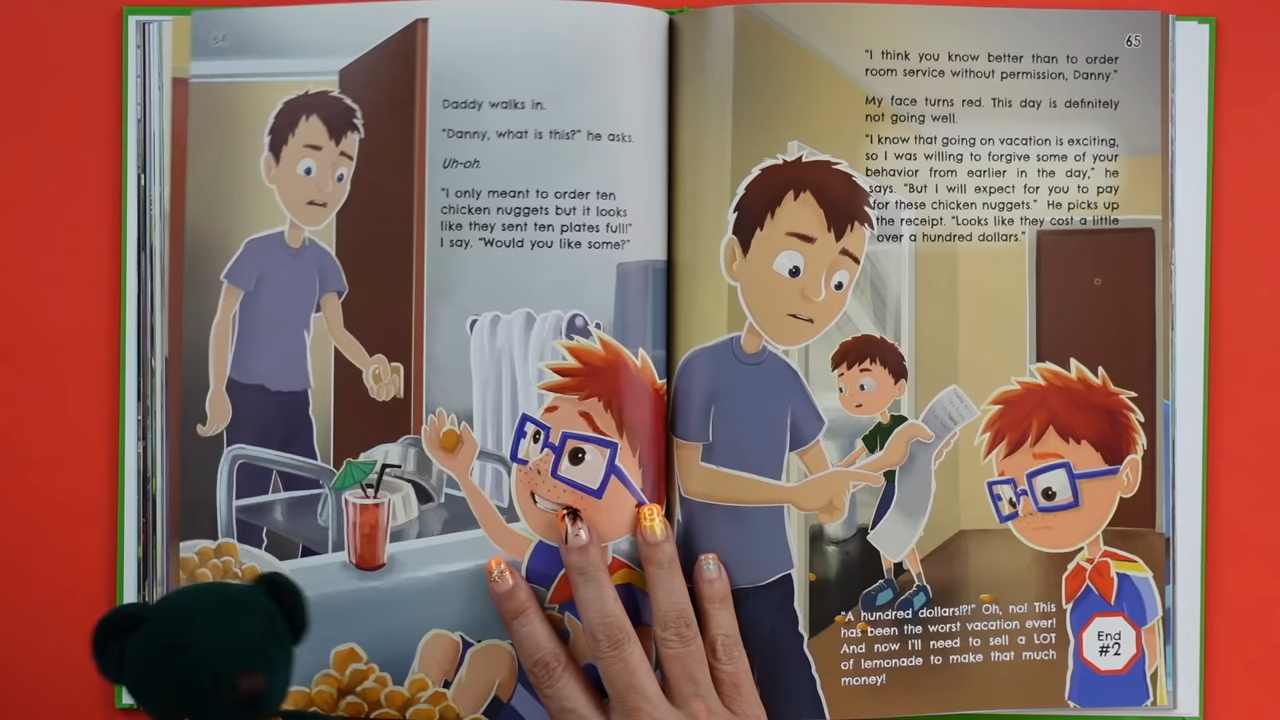 Daddy walks in.
"Danny, what is this?" he asks.
Uh-oh.
"I only meant to order ten
chicken nuggets but it looks
like they sent ten plates full!"
I say. "Would you like some?"
65
"I think you know better than to order
room service without permission, Danny."
My face turns red. This day is definitely
not going well.
"I know that going on vacation is exciting,
so I was willing to forgive some of your
behavior from earlier in the day," he
says. "But I will expect for you to pay
for these chicken nuggets." He picks up
the receipt. "Looks like they cost a little
over a hundred dollars."
"A hundred dollars!?!" Oh, no! This
has been the worst vacation ever!
And now I'll need to sell a LOT
of lemonade to make that much
money!
End
#2